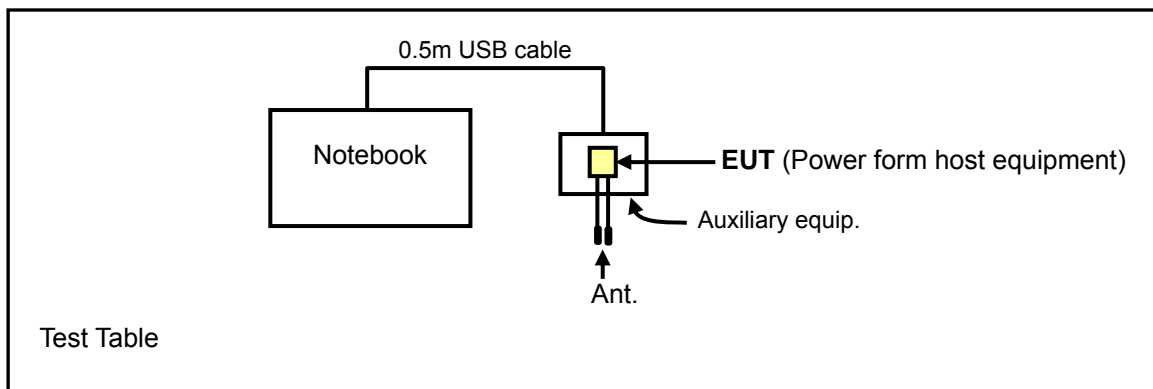 0.5m USB cable
Notebook
EUT (Power form host equipment)
Auxiliary equip.
Ant.
Test Table